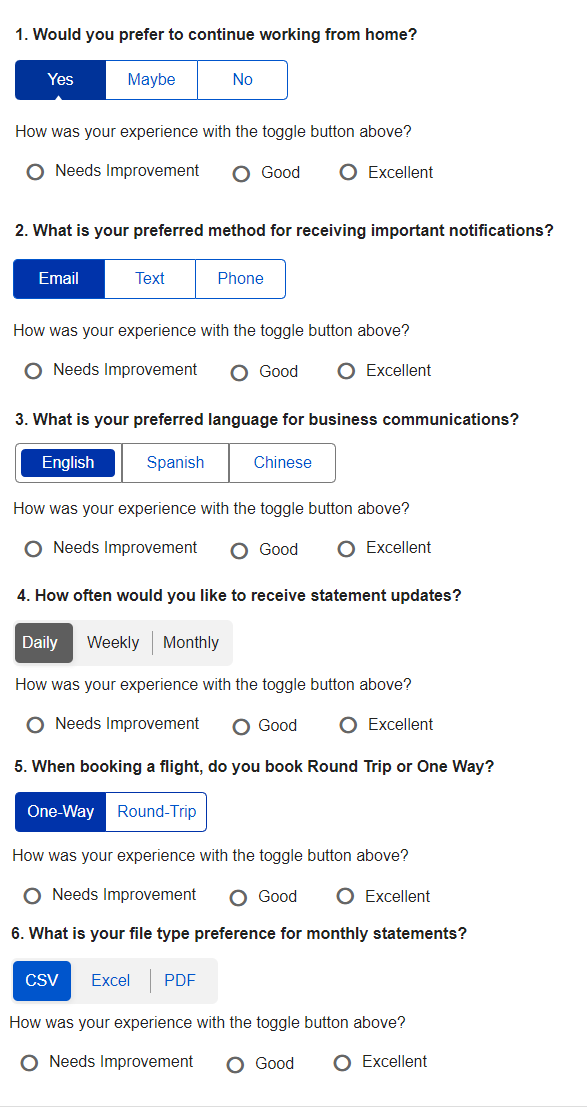 1. Would you prefer to continue working from home?
Yes Maybe No
How was your experience with the toggle button above?
Needs Improvement Good Excellent
2. What is your preferred method for receiving important notifications?
Email Text Phone
How was your experience with the toggle button above?
Needs Improvement Good Excellent
3. What is your preferred language for business communications?
English Spanish Chinese
How was your experience with the toggle button above?
Needs Improvement Good Excellent
4. How often would you like to receive statement updates?
Daily Weekly Monthly
How was your experience with the toggle button above?
Needs Improvement Good Excellent
5. When booking a flight, do you book Round Trip or One Way?
One-Way Round-Trip
How was your experience with the toggle button above?
Needs Improvement Good Excellent
6. What is your file type preference for monthly statements?
CSV Excel PDF
How was your experience with the toggle button above?
Needs Improvement Good Excellent